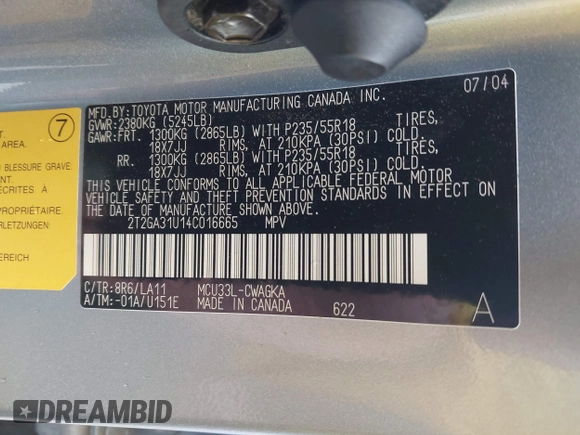 MFD. BY:TOYOTA MOTOR MANUFACTURING CANADA INC. 07/04
GVWR:2380KG (5245LB)
GAWR:FRT. 1300KG (2865LB) WITH P235/55R18 TIRES,
18X7JJ RIMS, AT 210KPA (30PSI) COLD.
RR. 1300KG (2865LB) WITH P235/55R18 TIRES,
18X7JJ RIMS, AT 210KPA (30PSI) COLD.
THIS VEHICLE CONFORMS TO ALL APPLICABLE FEDERAL MOTOR
VEHICLE SAFETY AND THEFT PREVENTION STANDARDS IN EFFECT ON
THE DATE OF MANUFACTURE SHOWN ABOVE.
2T2GA31U14C016665 MPV
C/TR:8R6/LA11 MCU33L-CWAGKA
A/TM:-01A/U151E MADE IN CANADA 622 A
7
AREA.
BLESSURE GRAVE
ENT.
ÉCRITES À
PROPRIÉTAIRE.
RLETZUNGEN
BEREICH
DREAMBID